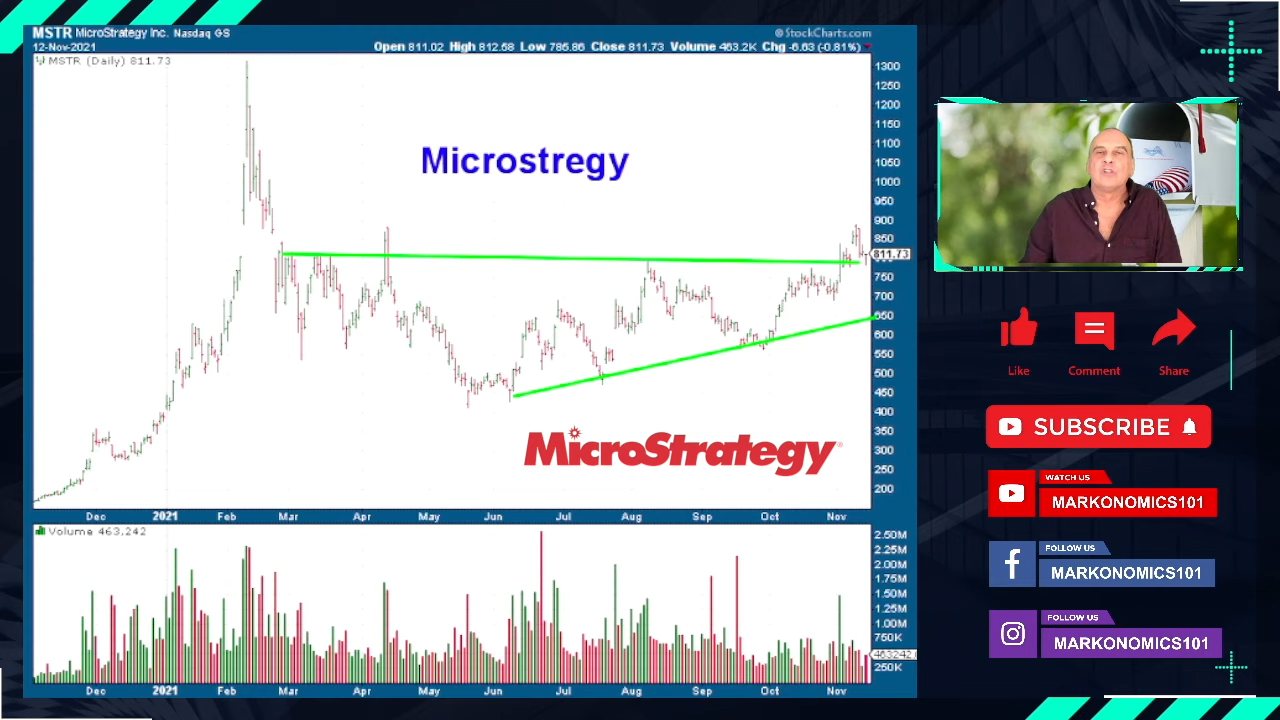 MSTR MicroStrategy Inc. Nasdaq GS
© StockCharts.com
12-Nov-2021
Open 811.02 High 812.58 Low 785.86 Close 811.73 Volume 463.2K Chg -6.63 (-0.81%)
MSTR (Daily) 811.73
1300
1250
1200
1150
1100
1050
1000
950
900
850
811.73
750
700
650
600
550
500
450
400
350
300
250
200
Microstregy
MicroStrategy
Dec 2021 Feb Mar Apr May Jun Jul Aug Sep Oct Nov
Volume 463,242
2.50M
2.25M
2.00M
1.75M
1.50M
1.25M
1.00M
750K
463242
250K
Dec 2021 Feb Mar Apr May Jun Jul Aug Sep Oct Nov
Like Comment Share
SUBSCRIBE
WATCH US
MARKONOMICS101
FOLLOW US
MARKONOMICS101
FOLLOW US
MARKONOMICS101